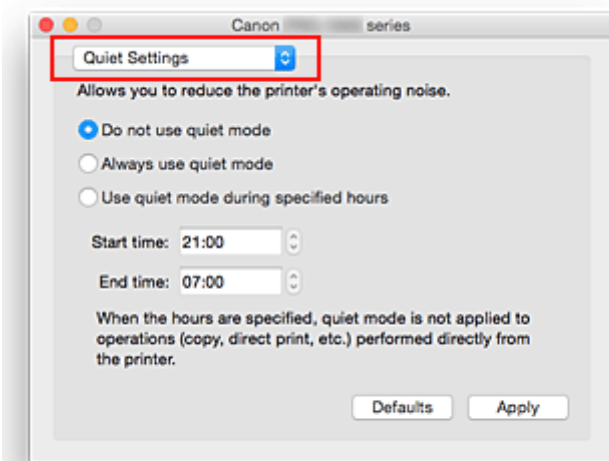 Canon series
Quiet Settings
Allows you to reduce the printer's operating noise.
Do not use quiet mode
Always use quiet mode
Use quiet mode during specified hours
Start time: 21:00
End time: 07:00
When the hours are specified, quiet mode is not applied to
operations (copy, direct print, etc.) performed directly from
the printer.
Defaults Apply